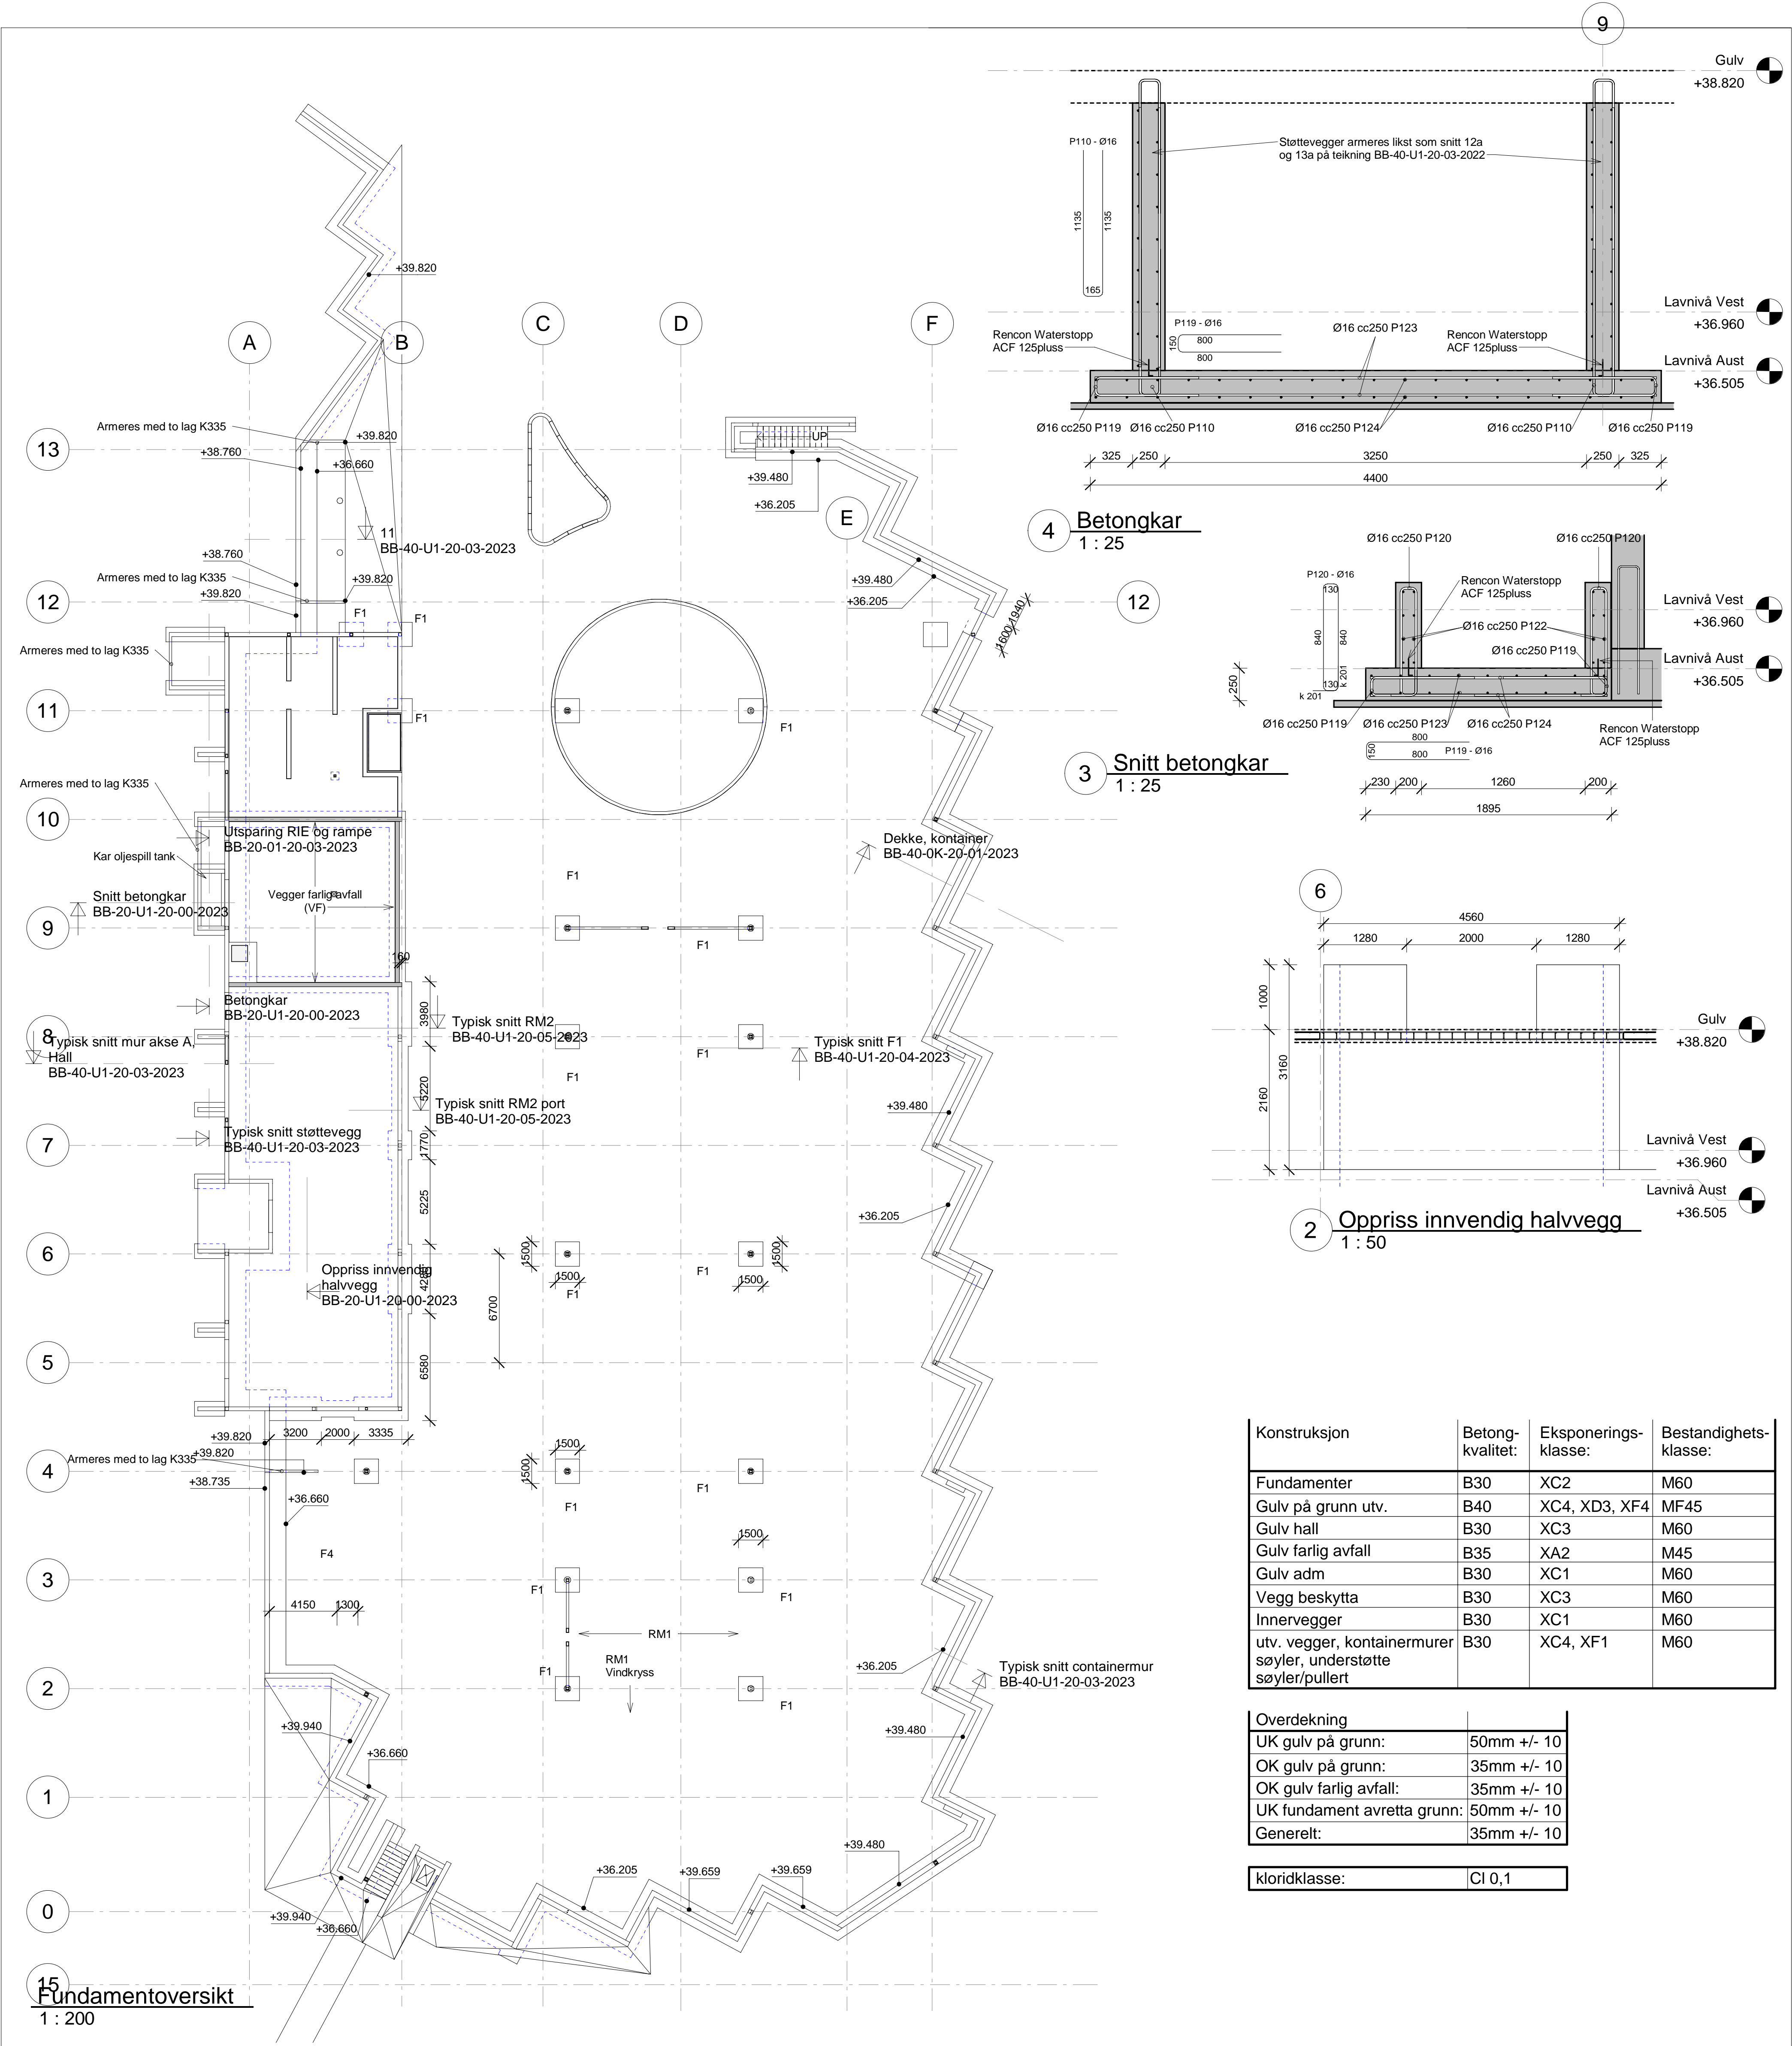 9
Gulv
+38.820
P110 - Ø16
1135
1135
165
Støttevegger armeres likst som snitt 12a
og 13a på teikning BB-40-U1-20-03-2022
Lavnivå Vest
+36.960
Lavnivå Aust
+36.505
Rencon Waterstopp
ACF 125pluss
P119 - Ø16
150
800
800
Ø16 cc250 P123
Rencon Waterstopp
ACF 125pluss
Ø16 cc250 P119
Ø16 cc250 P110
Ø16 cc250 P124
Ø16 cc250 P110
Ø16 cc250 P119
325
250
3250
250
325
4400
4
Betongkar
1 : 25
Ø16 cc250 P120
Ø16 cc250 P120
P120 - Ø16
130
840
840
130
k 201
k 201
250
Rencon Waterstopp
ACF 125pluss
Ø16 cc250 P122
Ø16 cc250 P119
Lavnivå Vest
+36.960
Lavnivå Aust
+36.505
Ø16 cc250 P119
Ø16 cc250 P123
Ø16 cc250 P124
Rencon Waterstopp
ACF 125pluss
150
800
800
P119 - Ø16
230
200
1260
200
1895
3
Snitt betongkar
1 : 25
6
4560
1280
2000
1280
1000
3160
2160
Gulv
+38.820
Lavnivå Vest
+36.960
Lavnivå Aust
+36.505
2
Oppriss innvendig halvvegg
1 : 50
Konstruksjon
Betong-
kvalitet:
Eksponerings-
klasse:
Bestandighets-
klasse:
Fundamenter B30 XC2 M60
Gulv på grunn utv. B40 XC4, XD3, XF4 MF45
Gulv hall B30 XC3 M60
Gulv farlig avfall B35 XA2 M45
Gulv adm B30 XC1 M60
Vegg beskytta B30 XC3 M60
Innervegger B30 XC1 M60
utv. vegger, kontainermurer B30 XC4, XF1 M60
søyler, understøtte
søyler/pullert
Overdekning
UK gulv på grunn: 50mm +/- 10
OK gulv på grunn: 35mm +/- 10
OK gulv farlig avfall: 35mm +/- 10
UK fundament avretta grunn: 50mm +/- 10
Generelt: 35mm +/- 10
kloridklasse: Cl 0,1
A
B
C
D
E
F
13
12
12
11
10
9
8
7
6
5
4
3
2
1
0
15
+39.820
Armeres med to lag K335
+38.760
+39.820
+36.660
11
BB-40-U1-20-03-2023
+38.760
Armeres med to lag K335
+39.820
+39.820
F1
F1
Armeres med to lag K335
F1
UP
+39.480
+36.205
+39.480
+36.205
1940
1600
F1
Armeres med to lag K335
Utsparing RIE og rampe
BB-20-01-20-03-2023
Kar oljespill tank
Snitt betongkar
BB-20-U1-20-00-2023
Vegger farlig avfall
(VF)
160
F1
Dekke, kontainer
BB-40-0K-20-01-2023
F1
Betongkar
BB-20-U1-20-00-2023
3980
Typisk snitt RM2
BB-40-U1-20-05-2023
Typisk snitt mur akse A,
Hall
BB-40-U1-20-03-2023
F1
F1
Typisk snitt F1
BB-40-U1-20-04-2023
5220
Typisk snitt RM2 port
BB-40-U1-20-05-2023
+39.480
Typisk snitt støttevegg
BB-40-U1-20-03-2023
1770
5225
+36.205
1500
1500
F1
1500
1500
F1
Oppriss innvendig
halvvegg
BB-20-U1-20-00-2023
6700
6580
+39.820
3200
2000
3335
Armeres med to lag K335
+39.820
+38.735
+36.660
1500
1500
F1
F1
F4
1500
F1
F1
4150
1300
RM1
RM1
Vindkryss
F1
F1
+36.205
Typisk snitt containermur
BB-40-U1-20-03-2023
+39.940
+36.660
+39.480
+39.480
+36.205
+39.659
+39.659
+39.940
+36.660
Fundamentoversikt
1 : 200